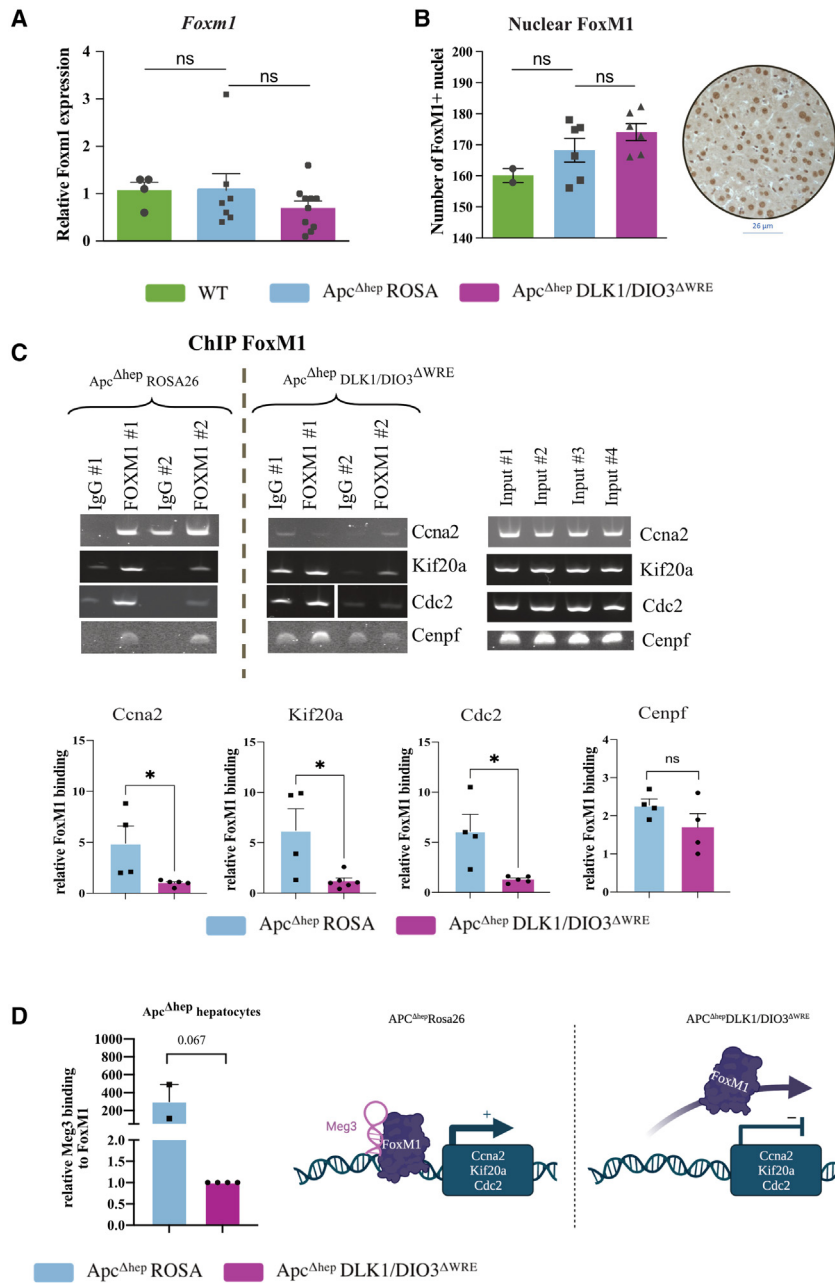 A
Foxm1
Relative Foxm1 expression
4
3
2
1
0
ns
ns
B
Nuclear FoxM1
Number of FoxM1+ nuclei
200
190
180
170
160
150
140
ns
ns
26 µm
WT
Apc^Δhep ROSA
Apc^Δhep DLK1/DIO3^ΔWRE
C
ChIP FoxM1
Apc^Δhep ROSA26
Apc^Δhep DLK1/DIO3^ΔWRE
IgG #1
FOXM1 #1
IgG #2
FOXM1 #2
IgG #1
FOXM1 #1
IgG #2
FOXM1 #2
Input #1
Input #2
Input #3
Input #4
Ccna2
Ccna2
Kif20a
Kif20a
Cdc2
Cdc2
Cenpf
Cenpf
Ccna2
relative FoxM1 binding
15
10
5
0
*
Kif20a
relative FoxM1 binding
15
10
5
0
*
Cdc2
relative FoxM1 binding
15
10
5
0
*
Cenpf
relative FoxM1 binding
4
3
2
1
0
ns
Apc^Δhep ROSA
Apc^Δhep DLK1/DIO3^ΔWRE
D
Apc^Δhep hepatocytes
relative Meg3 binding
to FoxM1
1000
800
600
400
200
2.0
1.5
1.0
0.5
0.0
0.067
APC^Δhep Rosa26
Meg3
FoxM1
+
Ccna2
Kif20a
Cdc2
APC^Δhep DLK1/DIO3^ΔWRE
FoxM1
−
Ccna2
Kif20a
Cdc2
Apc^Δhep ROSA
Apc^Δhep DLK1/DIO3^ΔWRE